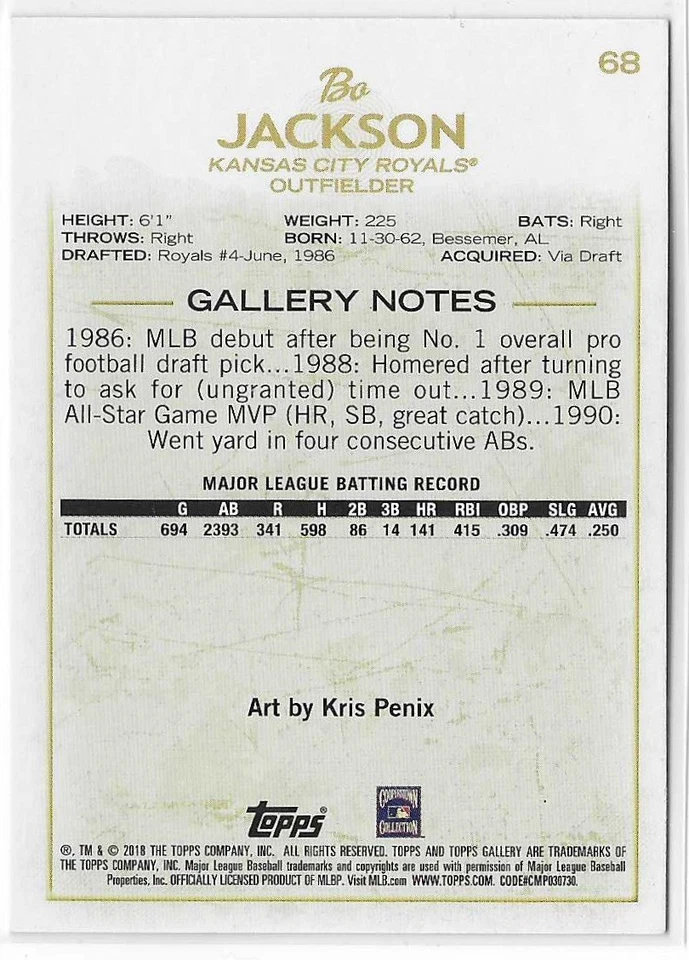 68
Bo
JACKSON
KANSAS CITY ROYALS®
OUTFIELDER
HEIGHT: 6'1" WEIGHT: 225 BATS: Right
THROWS: Right BORN: 11-30-62, Bessemer, AL
DRAFTED: Royals #4-June, 1986 ACQUIRED: Via Draft
GALLERY NOTES
1986: MLB debut after being No. 1 overall pro
football draft pick...1988: Homered after turning
to ask for (ungranted) time out...1989: MLB
All-Star Game MVP (HR, SB, great catch)...1990:
Went yard in four consecutive ABs.
MAJOR LEAGUE BATTING RECORD
G AB R H 2B 3B HR RBI OBP SLG AVG
TOTALS 694 2393 341 598 86 14 141 415 .309 .474 .250
Art by Kris Penix
TOPPS®
COOPERSTOWN
COLLECTION
®, TM & © 2018 THE TOPPS COMPANY, INC. ALL RIGHTS RESERVED. TOPPS AND TOPPS GALLERY ARE TRADEMARKS OF
THE TOPPS COMPANY, INC. Major League Baseball trademarks and copyrights are used with permission of Major League Baseball
Properties, Inc. OFFICIALLY LICENSED PRODUCT OF MLBP. Visit MLB.com WWW.TOPPS.COM. CODE#CMP030730.